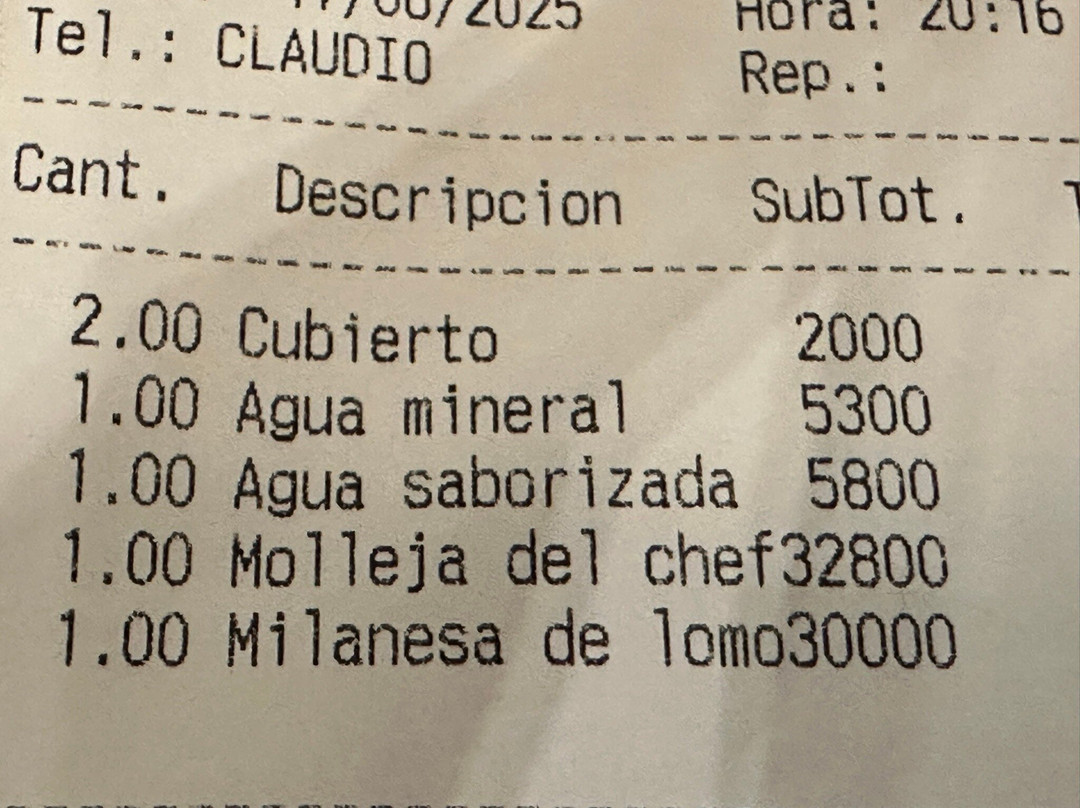 2025 Hora: 20:16
Tel.: CLAUDIO Rep.:
Cant. Descripcion SubTot.
2.00 Cubierto 2000
1.00 Agua mineral 5300
1.00 Agua saborizada 5800
1.00 Molleja del chef32800
1.00 Milanesa de lomo30000